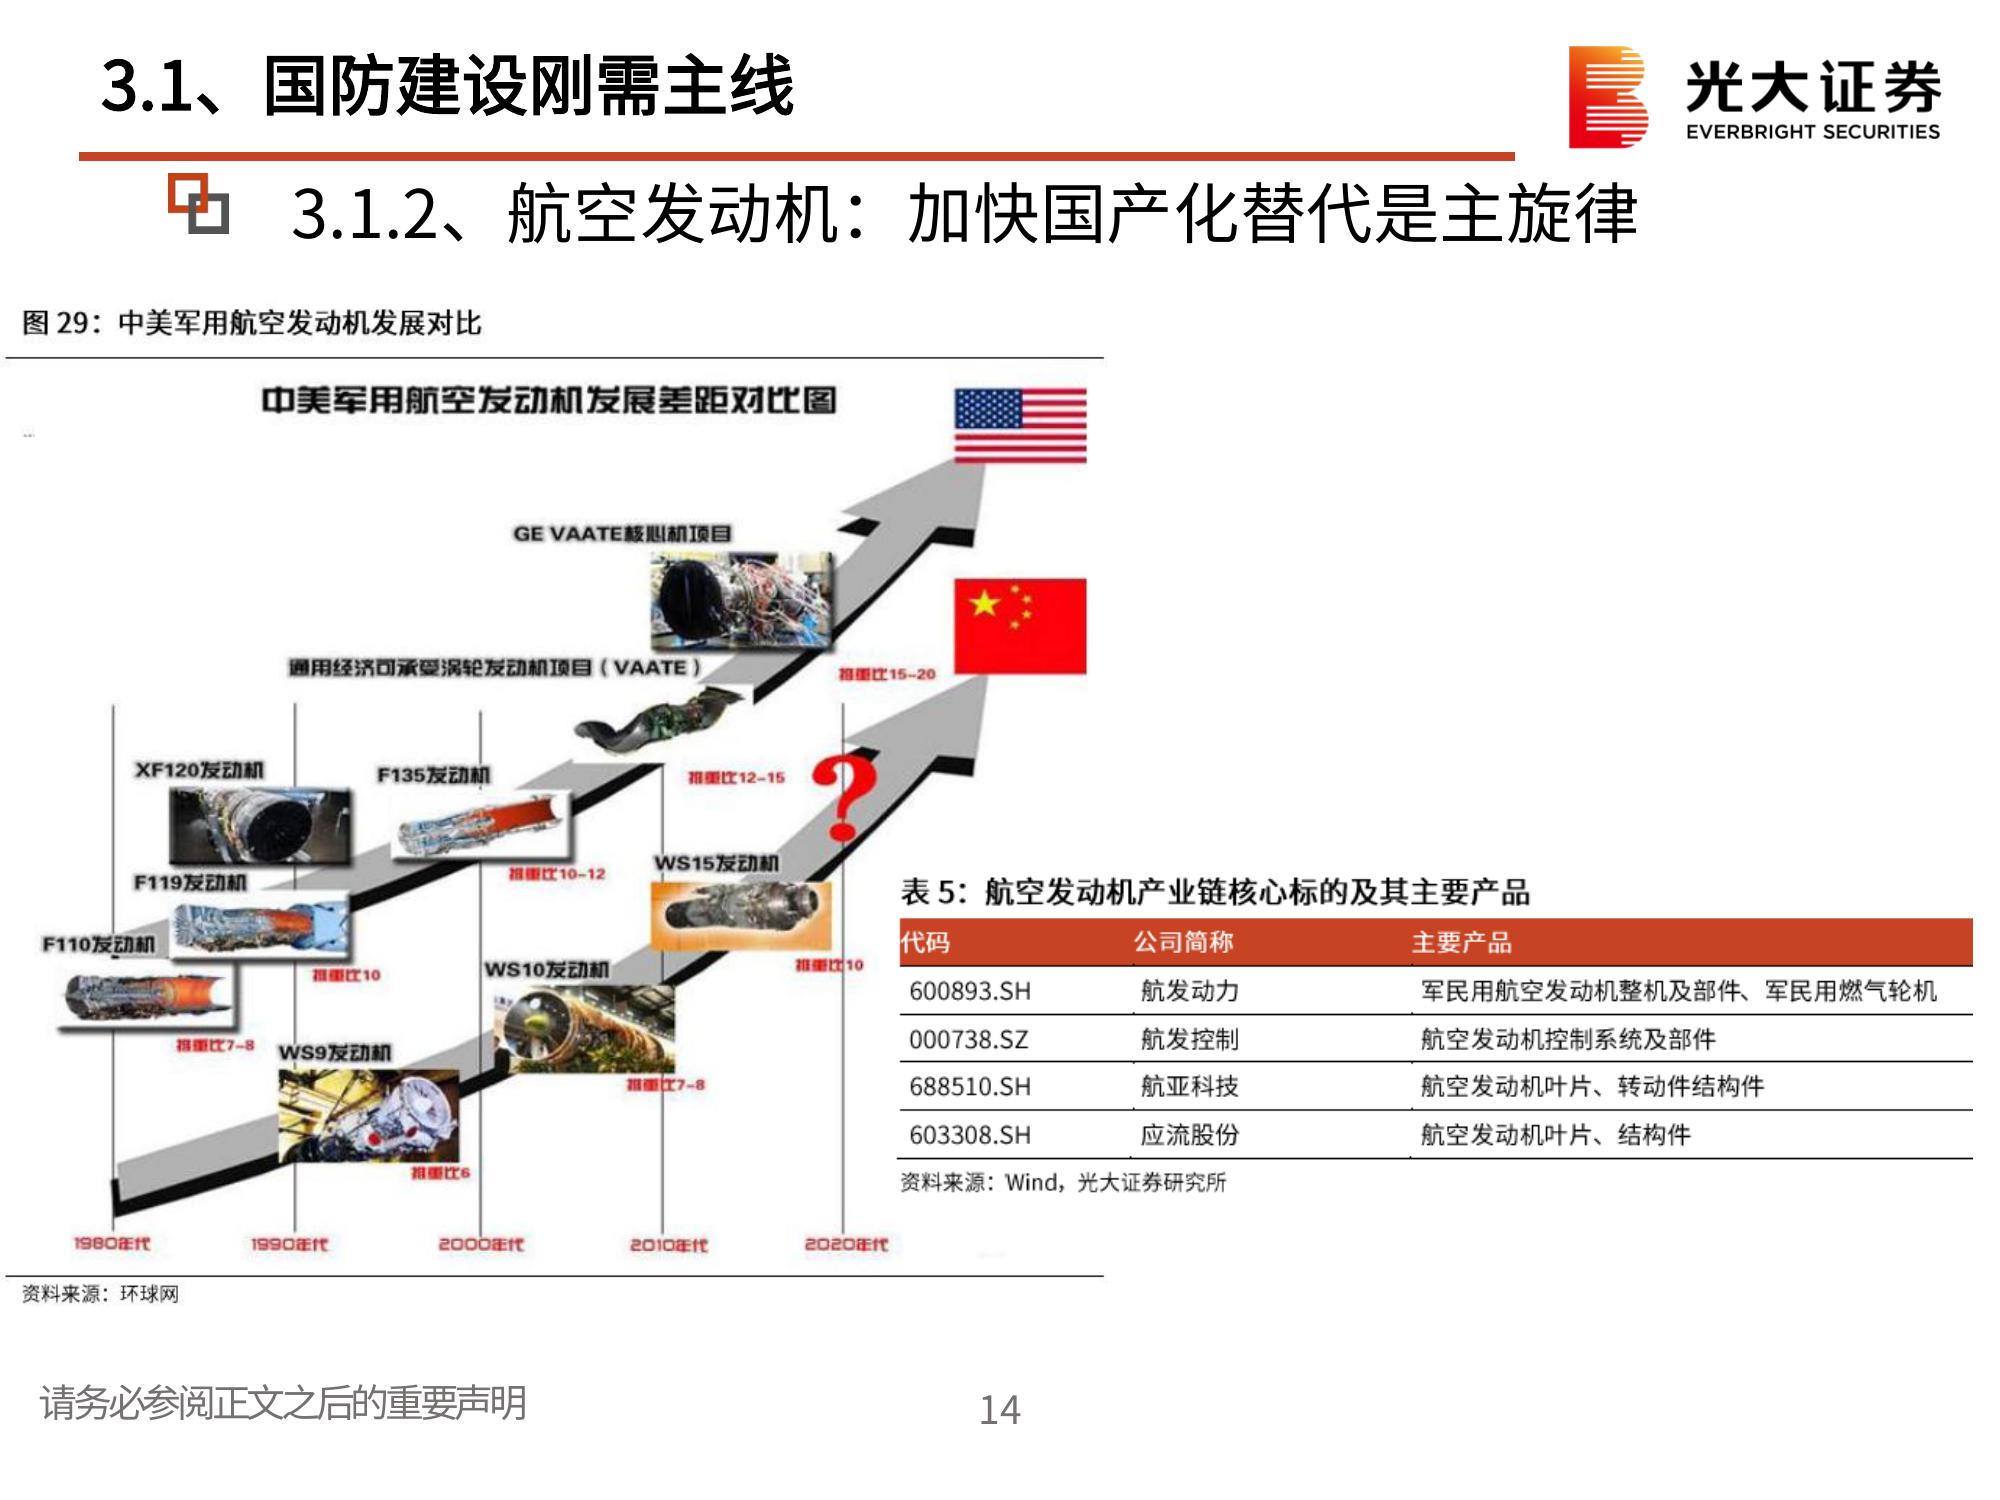 3.1、国防建设刚需主线
光大证券
EVERBRIGHT SECURITIES
3.1.2、航空发动机：加快国产化替代是主旋律
图 29：中美军用航空发动机发展对比
中美军用航空发动机发展差距对比图
GE VAATE核心机项目
推重比15-20
通用经济可承受涡轮发动机项目（VAATE）
推重比12-15
XF120发动机
F135发动机
推重比10-12
F119发动机
推重比10
F110发动机
推重比7-8
?
WS15发动机
推重比10
WS10发动机
推重比7-8
WS9发动机
推重比6
1980年代 1990年代 2000年代 2010年代 2020年代
资料来源：环球网
表 5：航空发动机产业链核心标的及其主要产品
代码 公司简称 主要产品
600893.SH 航发动力 军民用航空发动机整机及部件、军民用燃气轮机
000738.SZ 航发控制 航空发动机控制系统及部件
688510.SH 航亚科技 航空发动机叶片、转动件结构件
603308.SH 应流股份 航空发动机叶片、结构件
资料来源：Wind，光大证券研究所
请务必参阅正文之后的重要声明
14